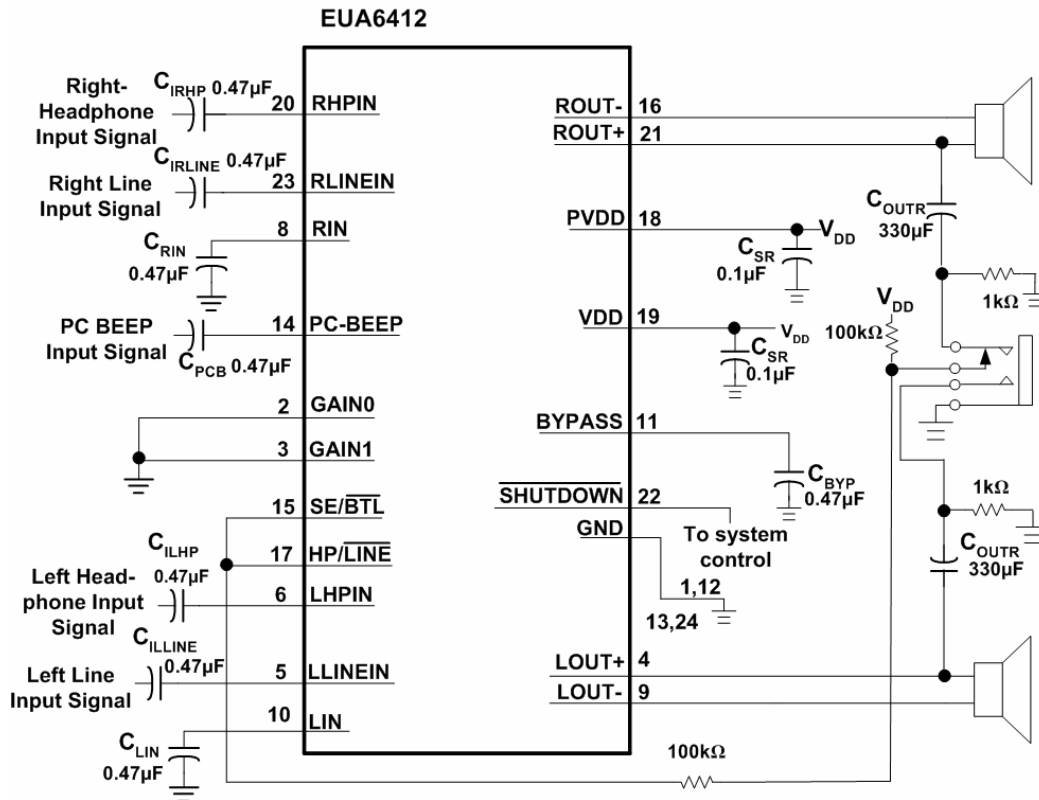 EUA6412
Right-
Headphone
Input Signal
C_IRHP 0.47µF
20
RHPIN
C_IRLINE 0.47µF
Right Line
Input Signal
23
RLINEIN
8
RIN
C_RIN
0.47µF
PC BEEP
Input Signal
14
PC-BEEP
C_PCB 0.47µF
2
GAIN0
3
GAIN1
15
SE/B̅T̅L̅
17
HP/L̅I̅N̅E̅
C_ILHP
0.47µF
Left Head-
phone Input
Signal
6
LHPIN
C_ILLINE
0.47µF
Left Line
Input Signal
5
LLINEIN
10
LIN
C_LIN
0.47µF
ROUT-
16
ROUT+
21
C_OUTR
330µF
PVDD
18
V_DD
C_SR
0.1µF
1kΩ
V_DD
100kΩ
VDD
19
V_DD
C_SR
0.1µF
BYPASS
11
C_BYP
0.47µF
S̅H̅U̅T̅D̅O̅W̅N̅
22
To system
control
GND
1,12
13,24
1kΩ
C_OUTR
330µF
LOUT+
4
LOUT-
9
100kΩ